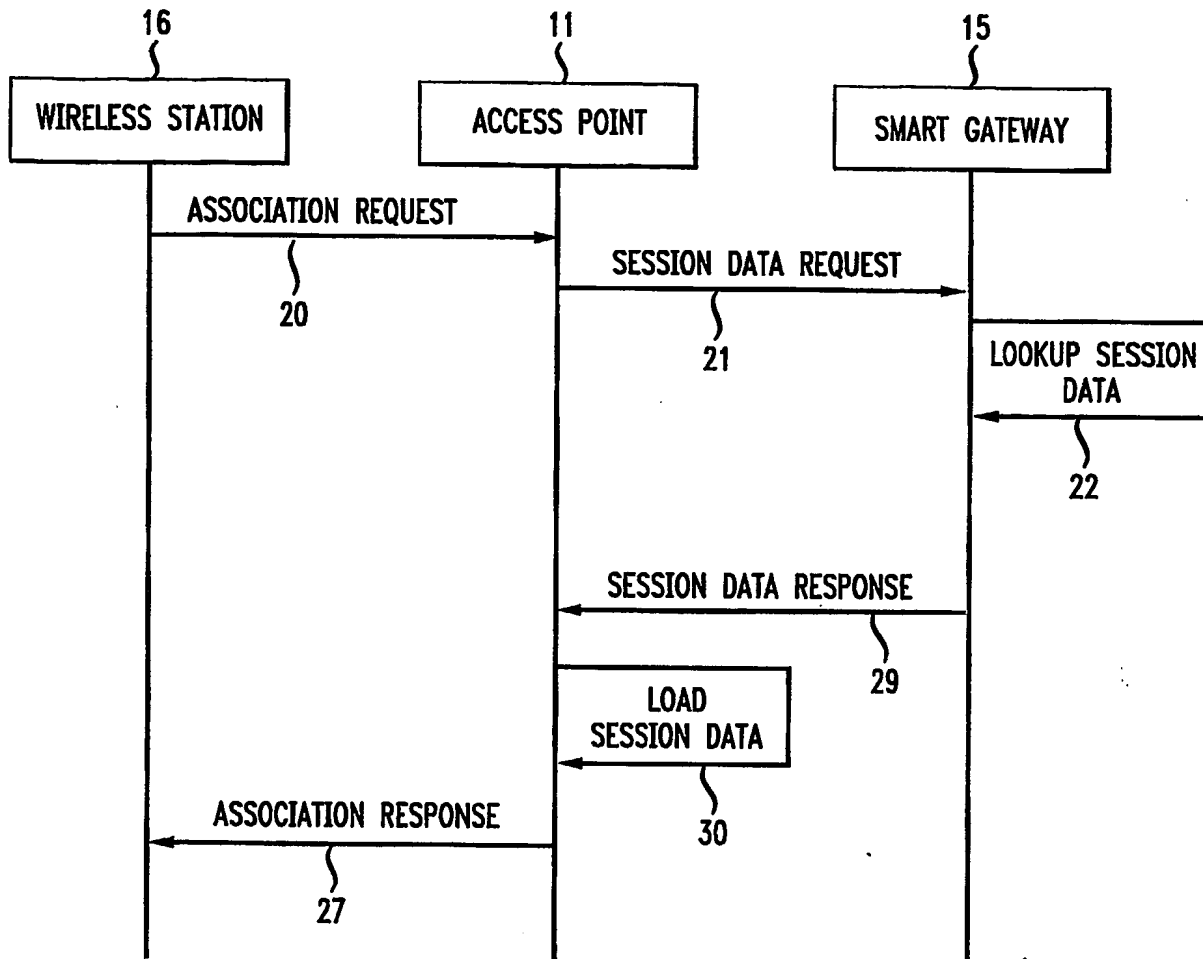 16
11
15
WIRELESS STATION
ACCESS POINT
SMART GATEWAY
ASSOCIATION REQUEST
20
SESSION DATA REQUEST
21
LOOKUP SESSION
DATA
22
SESSION DATA RESPONSE
29
LOAD
SESSION DATA
30
ASSOCIATION RESPONSE
27